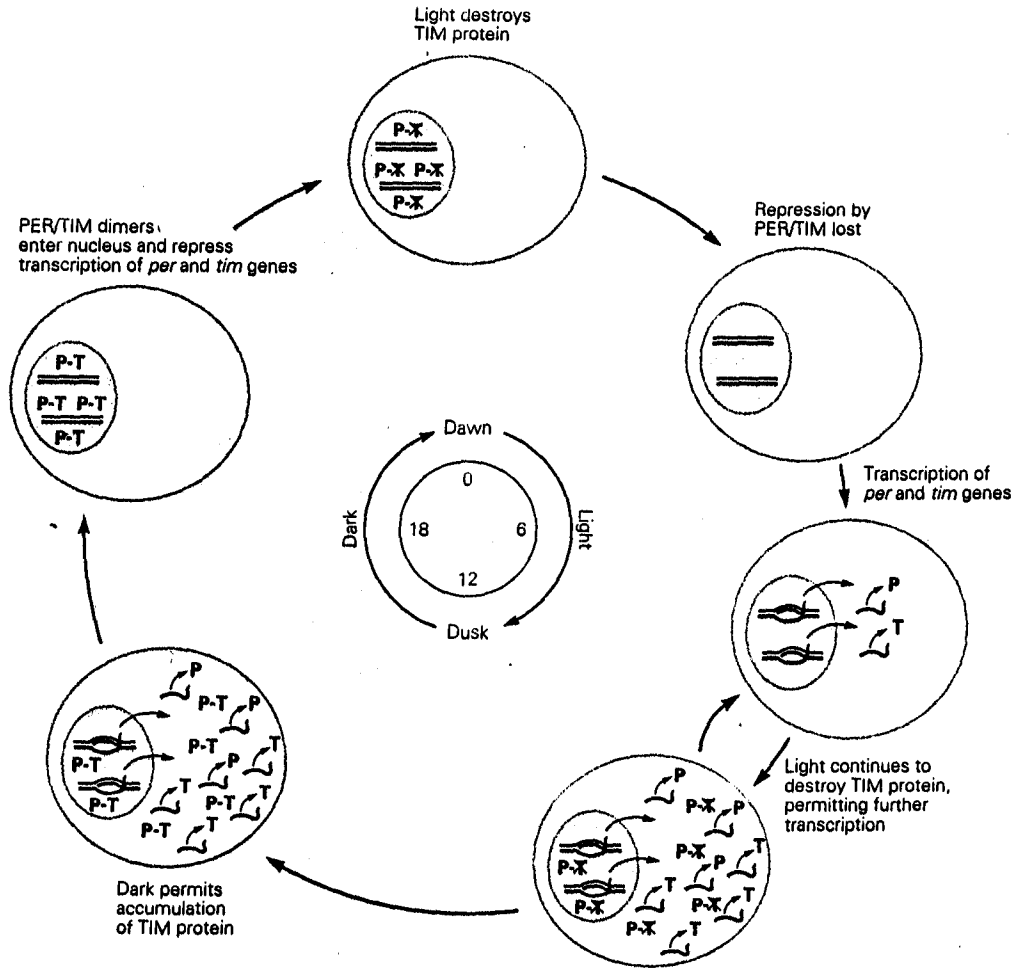 Light destroys
TIM protein
P-X
P-X P-X
P-X
Repression by
PER/TIM lost
PER/TIM dimers
enter nucleus and repress
transcription of per and tim genes
P-T
P-T P-T
P-T
Dawn
0
Dark
18
6
Light
12
Dusk
Transcription of
per and tim genes
P
T
Light continues to
destroy TIM protein,
permitting further
transcription
P
P-X
P
P-X
T
P
P-X
T
P-X
T
P-X
P-X
T
P
P-T
P
P-T
T
P
P-T
T
P-T
T
P-T
P-T
T
Dark permits
accumulation
of TIM protein